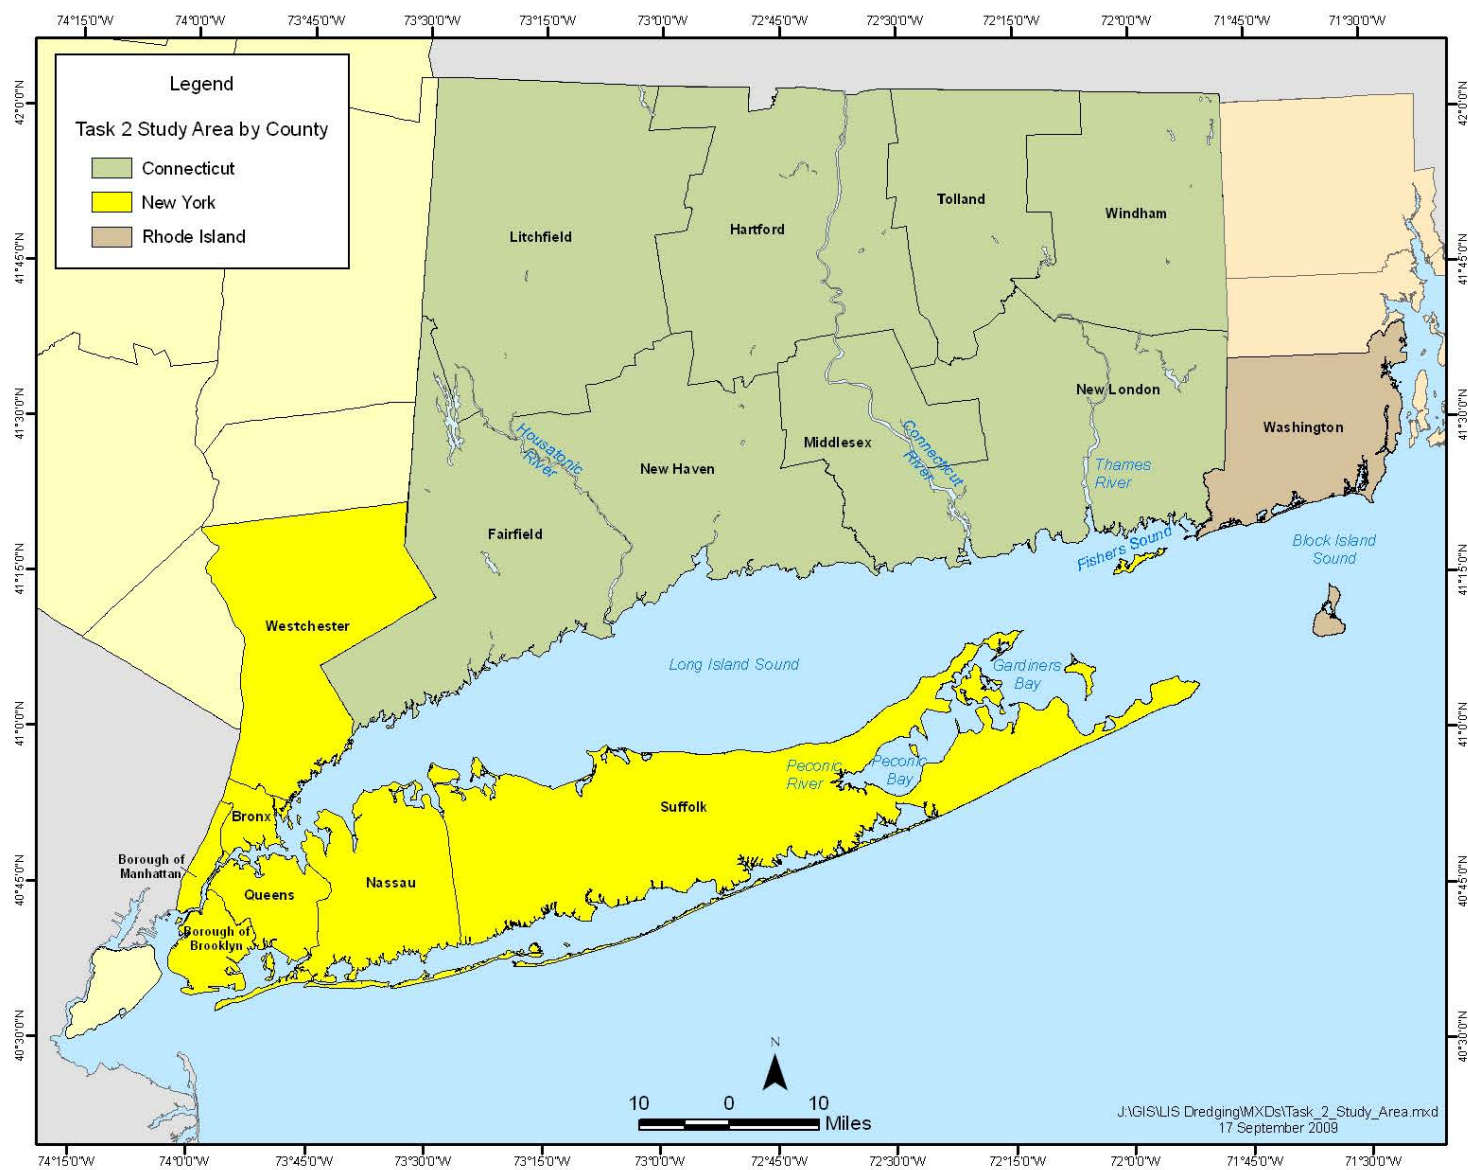 74°15'0"W 74°0'0"W 73°45'0"W 73°30'0"W 73°15'0"W 73°0'0"W 72°45'0"W 72°30'0"W 72°15'0"W 72°0'0"W 71°45'0"W 71°30'0"W
Legend
Task 2 Study Area by County
Connecticut
New York
Rhode Island
42°0'0"N
42°0'0"N
Tolland
Windham
Hartford
Litchfield
41°45'0"N
41°45'0"N
New London
41°30'0"N
41°30'0"N
Washington
Housatonic
River
Connecticut
River
Middlesex
New Haven
Thames
River
Fairfield
Fishers Sound
Block Island
Sound
41°15'0"N
41°15'0"N
Westchester
Long Island Sound
Gardiners
Bay
41°0'0"N
41°0'0"N
Peconic
River
Peconic
Bay
Suffolk
Bronx
Borough of
Manhattan
Nassau
Queens
40°45'0"N
40°45'0"N
Borough of
Brooklyn
40°30'0"N
40°30'0"N
N
10 0 10
Miles
J:\GIS\LIS Dredging\MXDs\Task_2_Study_Area.mxd
17 September 2009
74°15'0"W 74°0'0"W 73°45'0"W 73°30'0"W 73°15'0"W 73°0'0"W 72°45'0"W 72°30'0"W 72°15'0"W 72°0'0"W 71°45'0"W 71°30'0"W